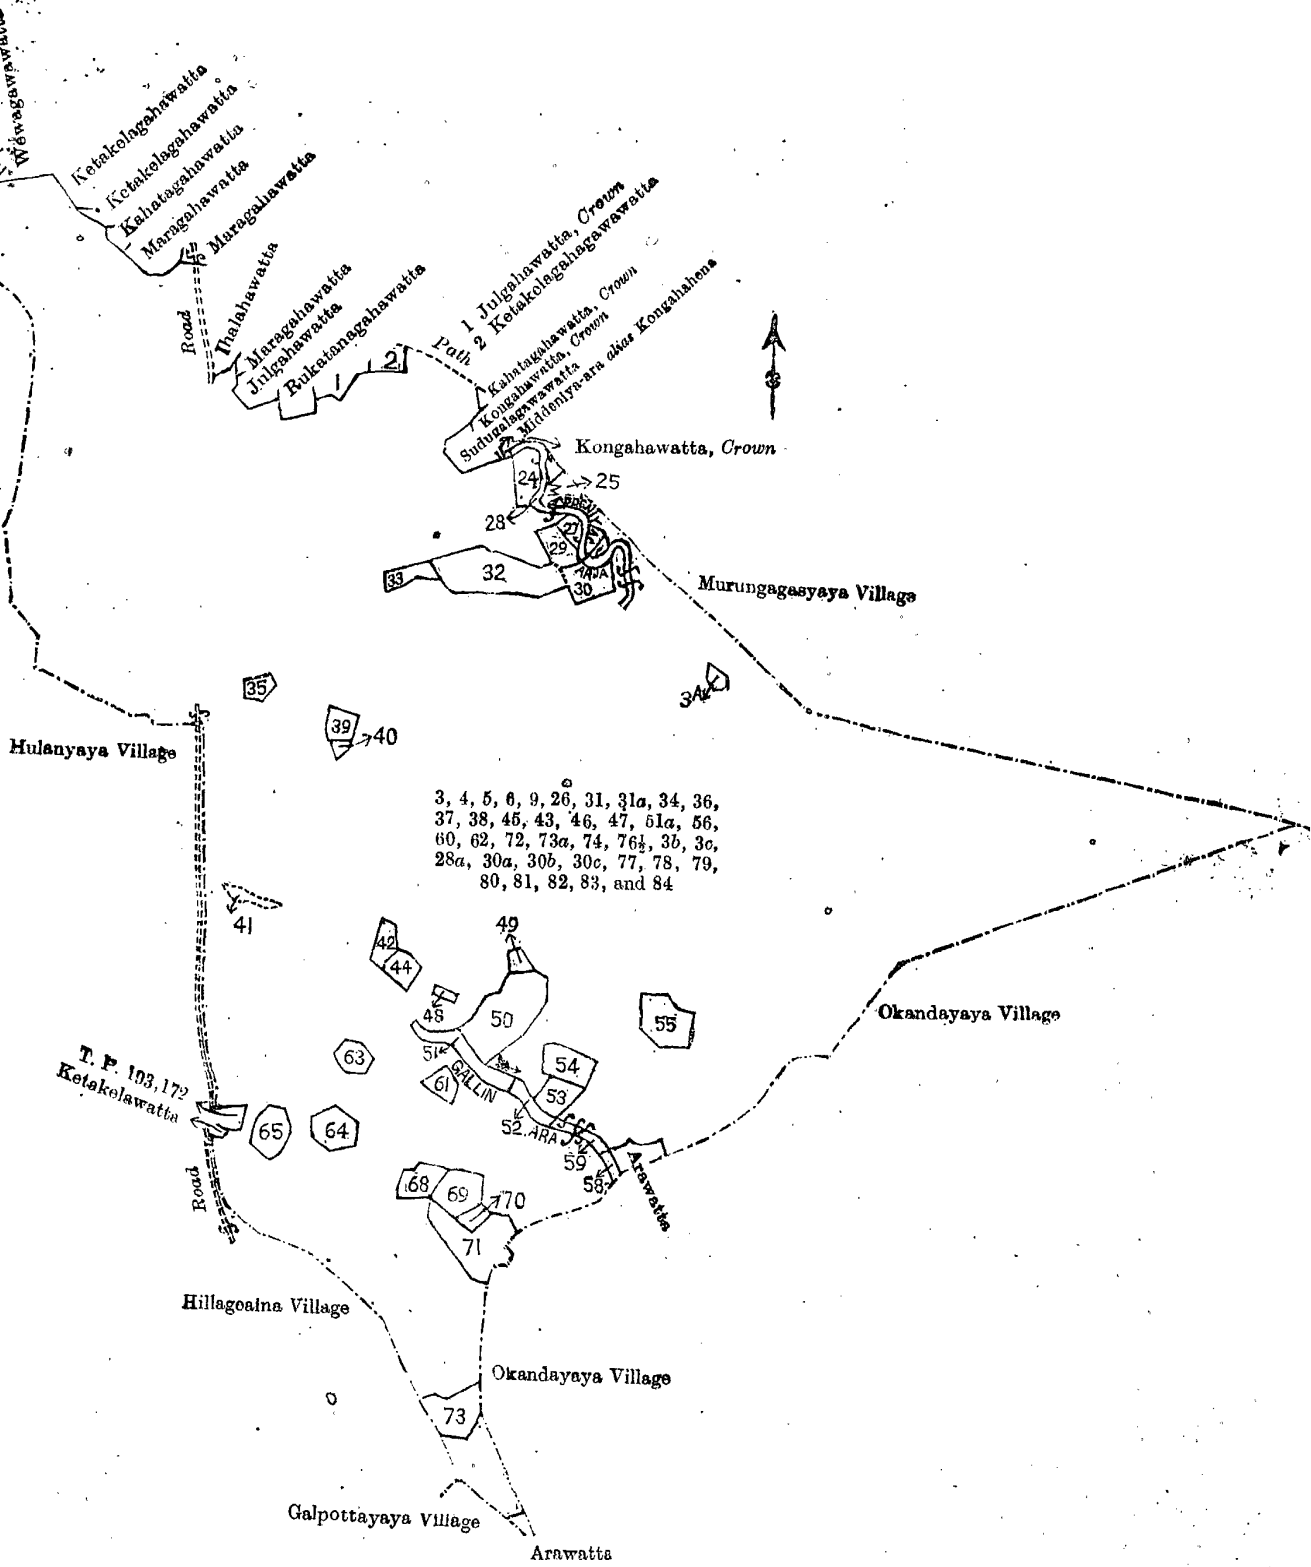 Wewagawawatta
Ketakelagahawatta
Ketakelagahawatta
Kahatagahawatta
Maragahawatta
Maragahawatta
Road
Thalahawatta
Maragahawatta
Julgahawatta
Rukatanagahawatta
1
2
Path
1 Julgahawatta, Crown
2 Ketakelagahagawawatta
Kahatagahawatta, Crown
Kongahawatta, Crown
Sudugalagawawatta
Middeniya-ara alias Kongahahena
Kongahawatta, Crown
24
25
28
27
29
ARA
30
32
33
Murungagasyaya Village
35
3A
39
40
Hulanyaya Village
3, 4, 5, 6, 9, 26, 31, 31a, 34, 36,
37, 38, 45, 43, 46, 47, 51a, 56,
60, 62, 72, 73a, 74, 76½, 3b, 3c,
28a, 30a, 30b, 30c, 77, 78, 79,
80, 81, 82, 83, and 84
41
42
44
49
48
50
55
Okandayaya Village
51
63
61
GALLIN
54
53
T. P. 193,172
Ketakelawatta
65
64
52
ARA
59
58
Arawatta
Road
68
69
70
71
Hillagoaina Village
Okandayaya Village
73
Galpottayaya Village
Arawatta